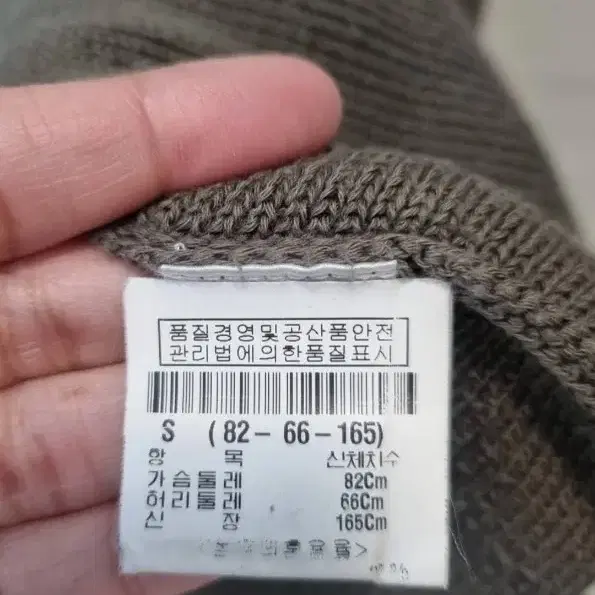 품질경영및공산품안전
관리법에의한품질표시
S (82-66-165)
항 목 신체치수
가슴둘레 82Cm
허리둘레 66Cm
신 장 165Cm